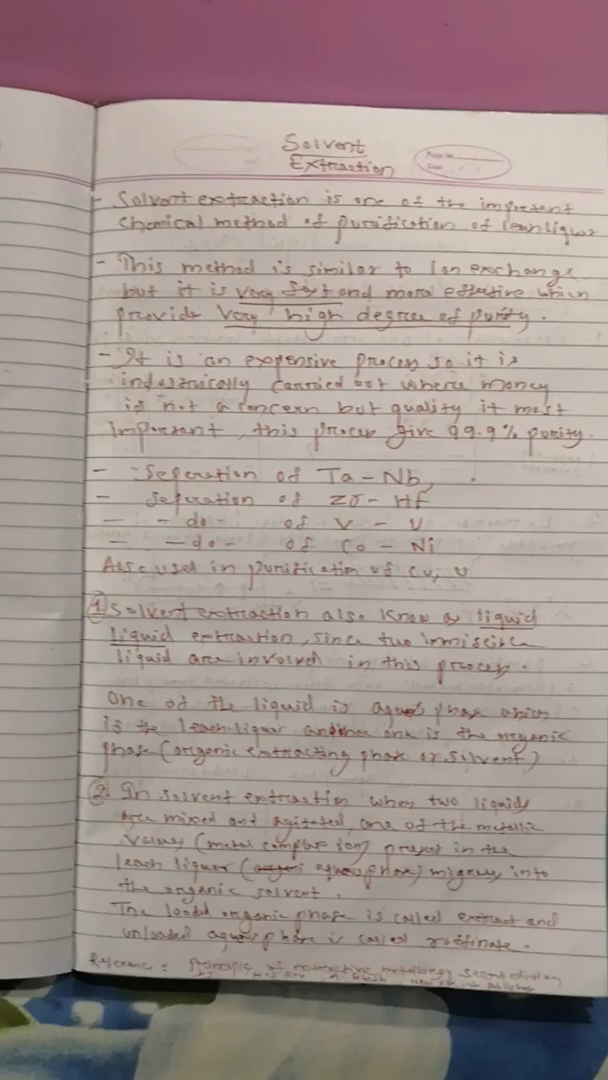 Solvent
Extraction
Page No.
Date
- Solvent extraction is one of the important
chemical method of purification of leach liquor
- This method is similar to ion exchange
but it is very fast and more effective which
provide very high degree of purity.
- It is an expensive process so it is
industrically carried out where money
is not a concern but quality it most
important, this process give 99.9% purity.
- Seperation of Ta - Nb,
- Seperation of Zr - Hf
- - do - of V - U
- - do - of Co - Ni
Also used in purification of Cu, U
① Solvent extraction also know as liquid
liquid extraction, since two immiscible
liquid are involved in this process.
One of the liquid is aqueous phase which
is the leach liquor another one is the organic
phase (organic extracting phase or solvent)
② In solvent extraction when two liquids
are mixed and agitated, one of the metallic
values (metal complex ion) present in the
leach liquor (aqueous phase) migrates into
the organic solvent.
The loaded organic phase is called extract and
unloaded aqueous phase is called raffinate.
Reference: Principle of extractive metallurgy second edition